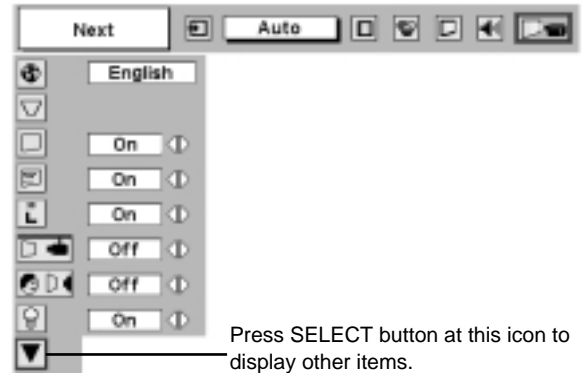 Next
Auto
English
On
On
On
Off
Off
On
Press SELECT button at this icon to
display other items.